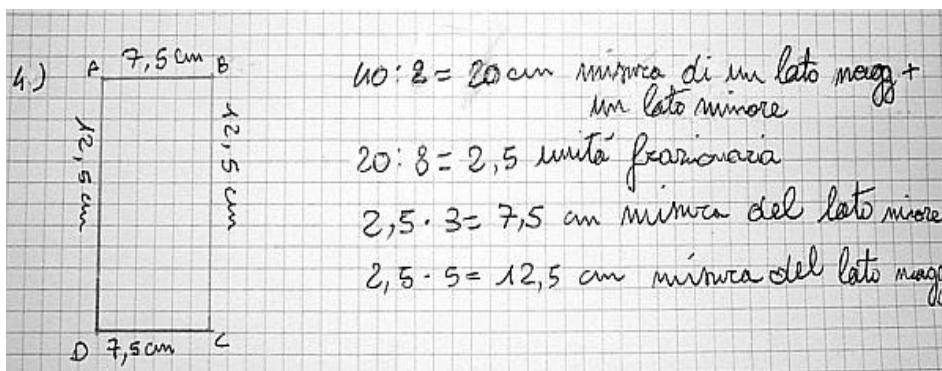 4.)
A 7,5 cm B
12,5 cm
12,5 cm
D 7,5 cm C
40:2= 20 cm misura di un lato magg +
un lato minore
20:8= 2,5 unitá frazionaria
2,5·3= 7,5 cm misura del lato miore
2,5·5= 12,5 cm misura del lato magg